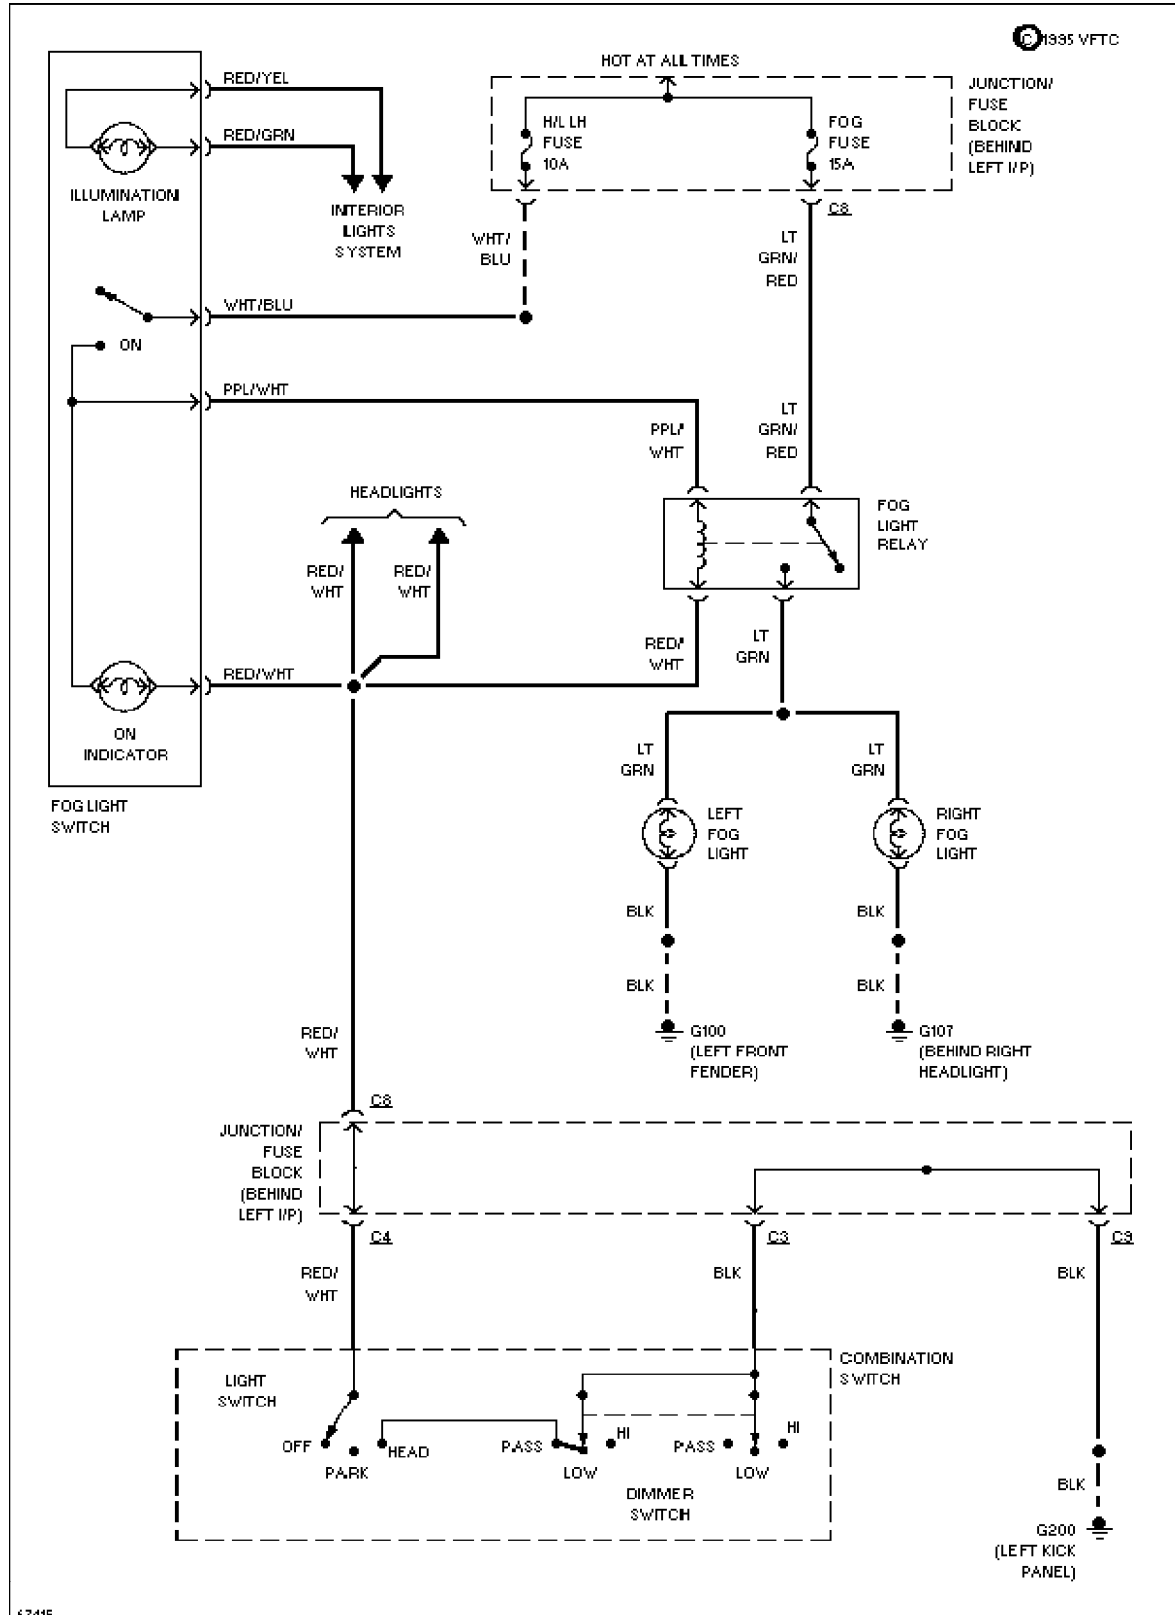 © 1995 VFTC
HOT AT ALL TIMES
JUNCTION/
FUSE
BLOCK
(BEHIND
LEFT I/P)
H/L LH
FUSE
10A
FOG
FUSE
15A
C8
RED/YEL
RED/GRN
ILLUMINATION
LAMP
INTERIOR
LIGHTS
SYSTEM
WHT/
BLU
LT
GRN/
RED
WHT/BLU
ON
PPL/WHT
PPL/
WHT
LT
GRN/
RED
HEADLIGHTS
FOG
LIGHT
RELAY
RED/
WHT
RED/
WHT
RED/
WHT
LT
GRN
RED/WHT
ON
INDICATOR
FOG LIGHT
SWITCH
LT
GRN
LT
GRN
LEFT
FOG
LIGHT
RIGHT
FOG
LIGHT
BLK
BLK
BLK
BLK
G100
(LEFT FRONT
FENDER)
G107
(BEHIND RIGHT
HEADLIGHT)
RED/
WHT
C8
JUNCTION/
FUSE
BLOCK
(BEHIND
LEFT I/P)
C4
C3
C9
RED/
WHT
BLK
BLK
COMBINATION
SWITCH
LIGHT
SWITCH
OFF
PARK
HEAD
PASS
LOW
HI
PASS
LOW
HI
DIMMER
SWITCH
BLK
G200
(LEFT KICK
PANEL)